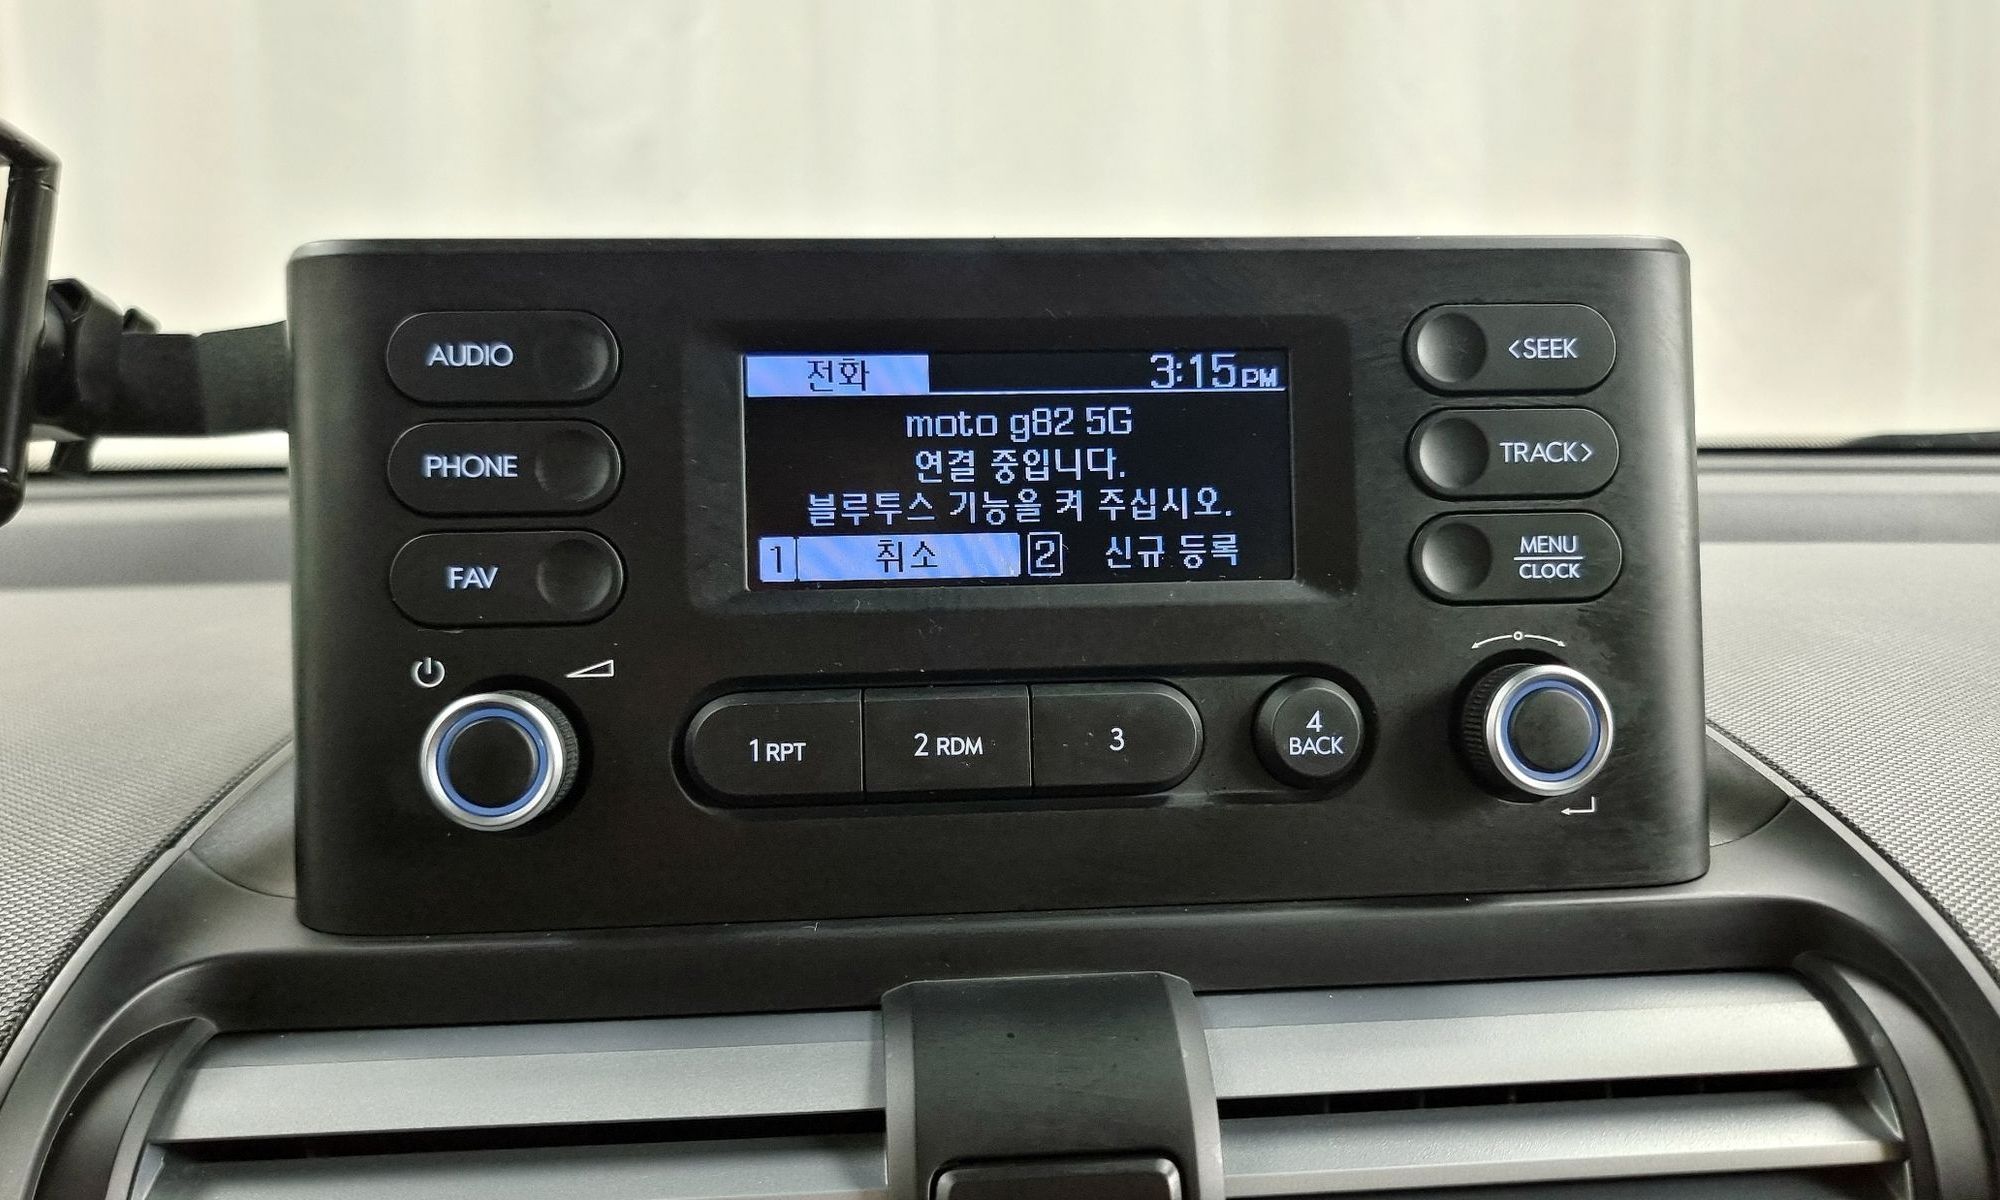 AUDIO
PHONE
FAV
전화 3:15 PM
moto g82 5G
연결 중입니다.
블루투스 기능을 켜 주십시오.
1 취소 2 신규 등록
<SEEK
TRACK>
MENU
CLOCK
1 RPT
2 RDM
3
4
BACK